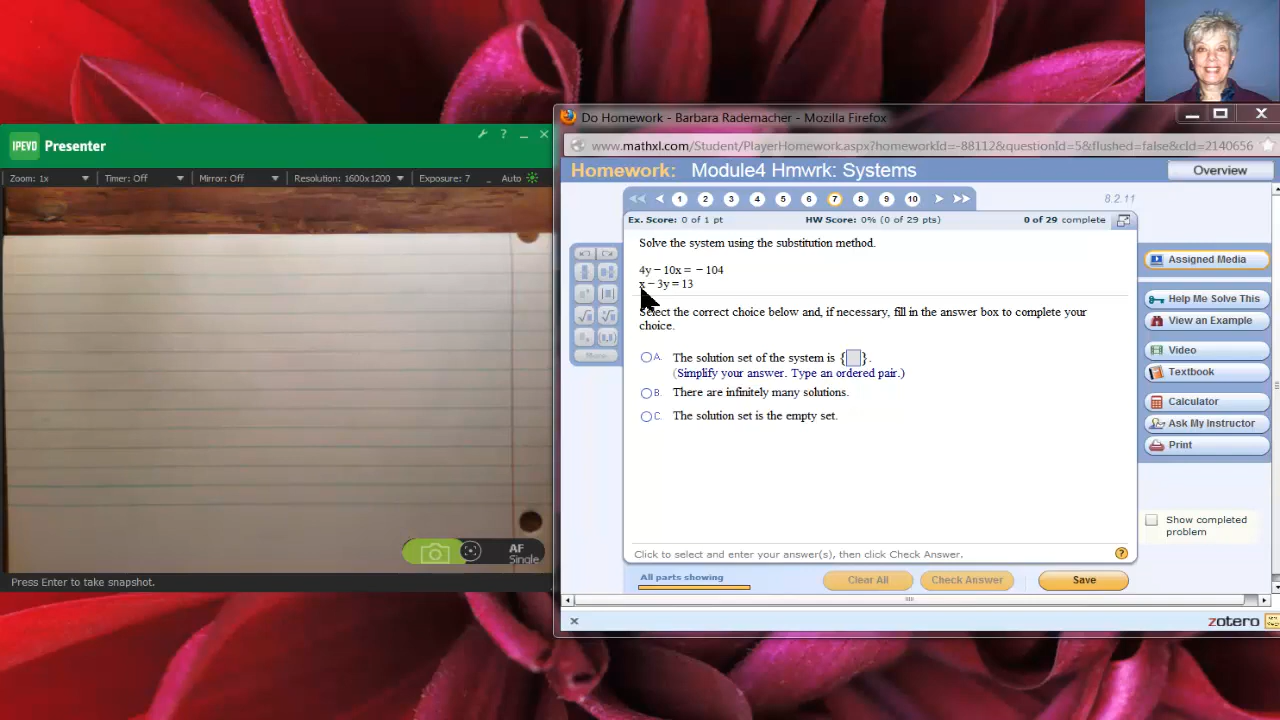 IPEVO Presenter
Zoom: 1x Timer: Off Mirror: Off Resolution: 1600x1200 Exposure: 7 Auto
AF
Single
Press Enter to take snapshot.
Do Homework - Barbara Rademacher - Mozilla Firefox
www.mathxl.com/Student/PlayerHomework.aspx?homeworkId=-88112&questionId=5&flushed=false&cId=2140656
Homework: Module4 Hmwrk: Systems
Overview
1 2 3 4 5 6 7 8 9 10
8.2.11
Ex. Score: 0 of 1 pt HW Score: 0% (0 of 29 pts) 0 of 29 complete
Solve the system using the substitution method.
4y − 10x = − 104
x − 3y = 13
Select the correct choice below and, if necessary, fill in the answer box to complete your
choice.
A. The solution set of the system is { }.
(Simplify your answer. Type an ordered pair.)
B. There are infinitely many solutions.
C. The solution set is the empty set.
Click to select and enter your answer(s), then click Check Answer.
?
All parts showing
Clear All Check Answer Save
More
Assigned Media
Help Me Solve This
View an Example
Video
Textbook
Calculator
Ask My Instructor
Print
Show completed
problem
zotero